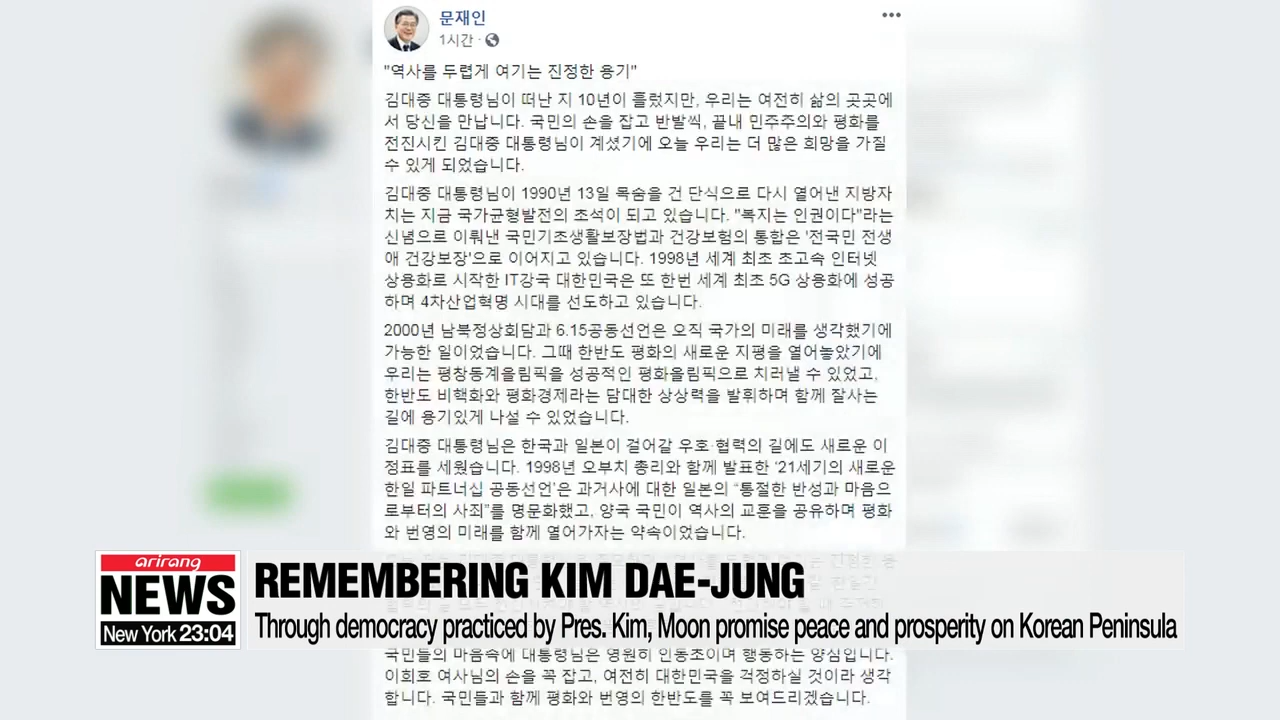 문재인
1시간 ·
"역사를 두렵게 여기는 진정한 용기"
김대중 대통령님이 떠난 지 10년이 흘렀지만, 우리는 여전히 삶의 곳곳에
서 당신을 만납니다. 국민의 손을 잡고 반발씩, 끝내 민주주의와 평화를
전진시킨 김대중 대통령님이 계셨기에 오늘 우리는 더 많은 희망을 가질
수 있게 되었습니다.
김대중 대통령님이 1990년 13일 목숨을 건 단식으로 다시 열어낸 지방자
치는 지금 국가균형발전의 초석이 되고 있습니다. "복지는 인권이다"라는
신념으로 이뤄낸 국민기초생활보장법과 건강보험의 통합은 '전국민 전생
애 건강보장'으로 이어지고 있습니다. 1998년 세계 최초 초고속 인터넷
상용화로 시작한 IT강국 대한민국은 또 한번 세계 최초 5G 상용화에 성공
하며 4차산업혁명 시대를 선도하고 있습니다.
2000년 남북정상회담과 6.15공동선언은 오직 국가의 미래를 생각했기에
가능한 일이었습니다. 그때 한반도 평화의 새로운 지평을 열어놓았기에
우리는 평창동계올림픽을 성공적인 평화올림픽으로 치러낼 수 있었고,
한반도 비핵화와 평화경제라는 담대한 상상력을 발휘하며 함께 잘사는
길에 용기있게 나설 수 있었습니다.
김대중 대통령님은 한국과 일본이 걸어갈 우호·협력의 길에도 새로운 이
정표를 세웠습니다. 1998년 오부치 총리와 함께 발표한 '21세기의 새로운
한일 파트너십 공동선언'은 과거사에 대한 일본의 “통절한 반성과 마음으
로부터의 사죄”를 명문화했고, 양국 국민이 역사의 교훈을 공유하며 평화
와 번영의 미래를 함께 열어가자는 약속이었습니다.
arirang
NEWS
New York 23:04
REMEMBERING KIM DAE-JUNG
Through democracy practiced by Pres. Kim, Moon promise peace and prosperity on Korean Peninsula
국민들의 마음속에 대통령님은 영원히 인동초이며 행동하는 양심입니다.
이희호 여사님의 손을 꼭 잡고, 여전히 대한민국을 걱정하실 것이라 생각
합니다. 국민들과 함께 평화와 번영의 한반도를 꼭 보여드리겠습니다.